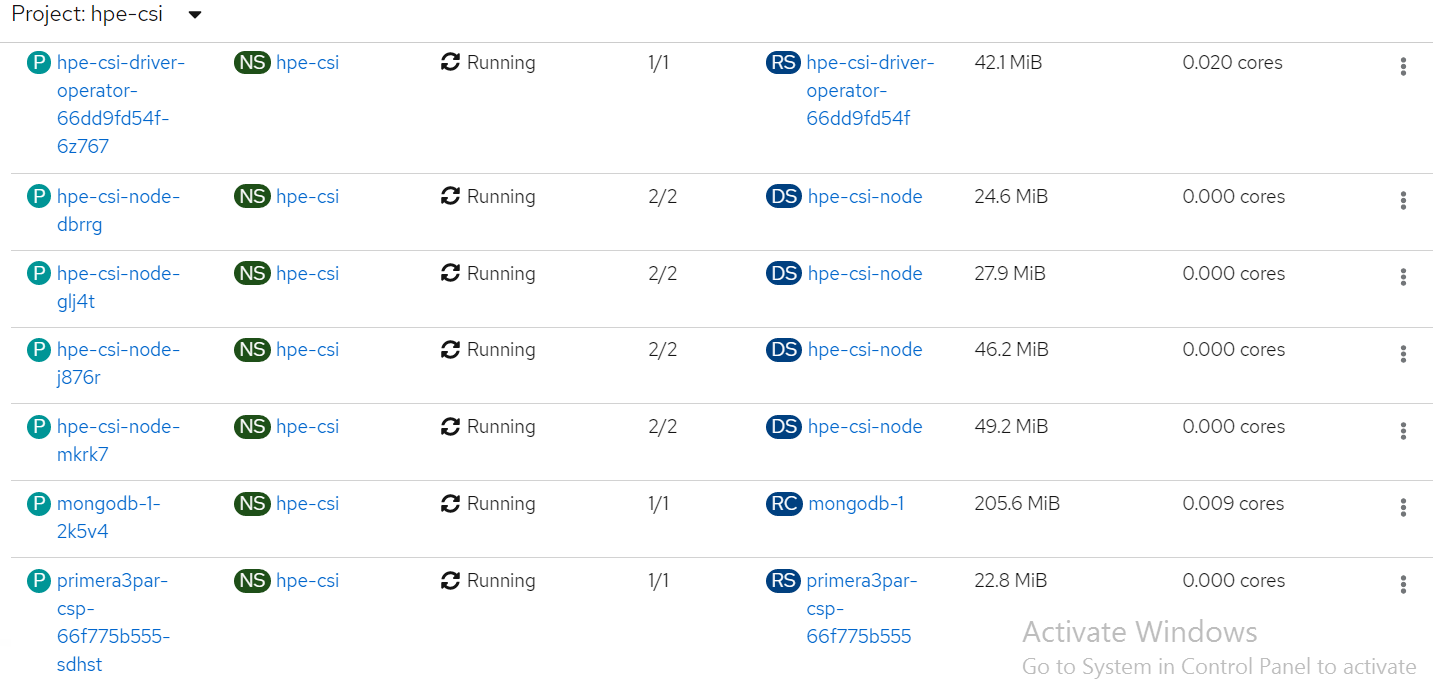 Project: hpe-csi
P hpe-csi-driver- NS hpe-csi Running 1/1 RS hpe-csi-driver- 42.1 MiB 0.020 cores
operator- operator-
66dd9fd54f- 66dd9fd54f
6z767
P hpe-csi-node- NS hpe-csi Running 2/2 DS hpe-csi-node 24.6 MiB 0.000 cores
dbrrg
P hpe-csi-node- NS hpe-csi Running 2/2 DS hpe-csi-node 27.9 MiB 0.000 cores
glj4t
P hpe-csi-node- NS hpe-csi Running 2/2 DS hpe-csi-node 46.2 MiB 0.000 cores
j876r
P hpe-csi-node- NS hpe-csi Running 2/2 DS hpe-csi-node 49.2 MiB 0.000 cores
mkrk7
P mongodb-1- NS hpe-csi Running 1/1 RC mongodb-1 205.6 MiB 0.009 cores
2k5v4
P primera3par- NS hpe-csi Running 1/1 RS primera3par- 22.8 MiB 0.000 cores
csp- csp-
66f775b555- 66f775b555
sdhst
Activate Windows
Go to System in Control Panel to activate